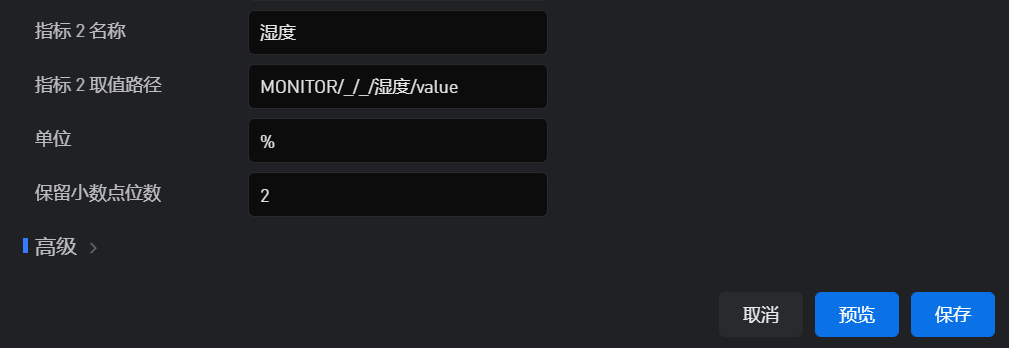 指标 2 名称 湿度
指标 2 取值路径 MONITOR/_/_/湿度/value
单位 %
保留小数点位数 2
高级 >
取消 预览 保存